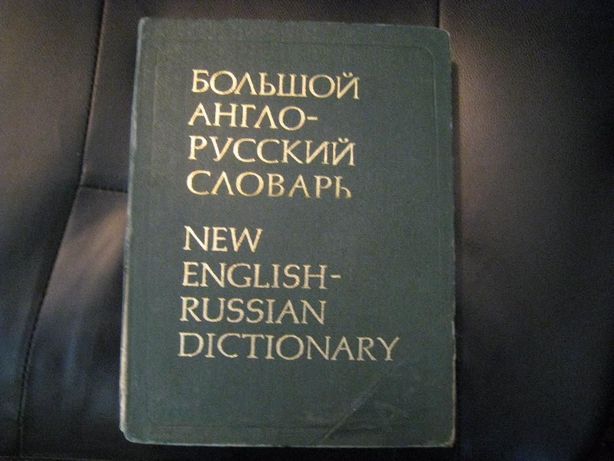 БОЛЬШОЙ
АНГЛО-
РУССКИЙ
СЛОВАРЬ
NEW
ENGLISH-
RUSSIAN
DICTIONARY